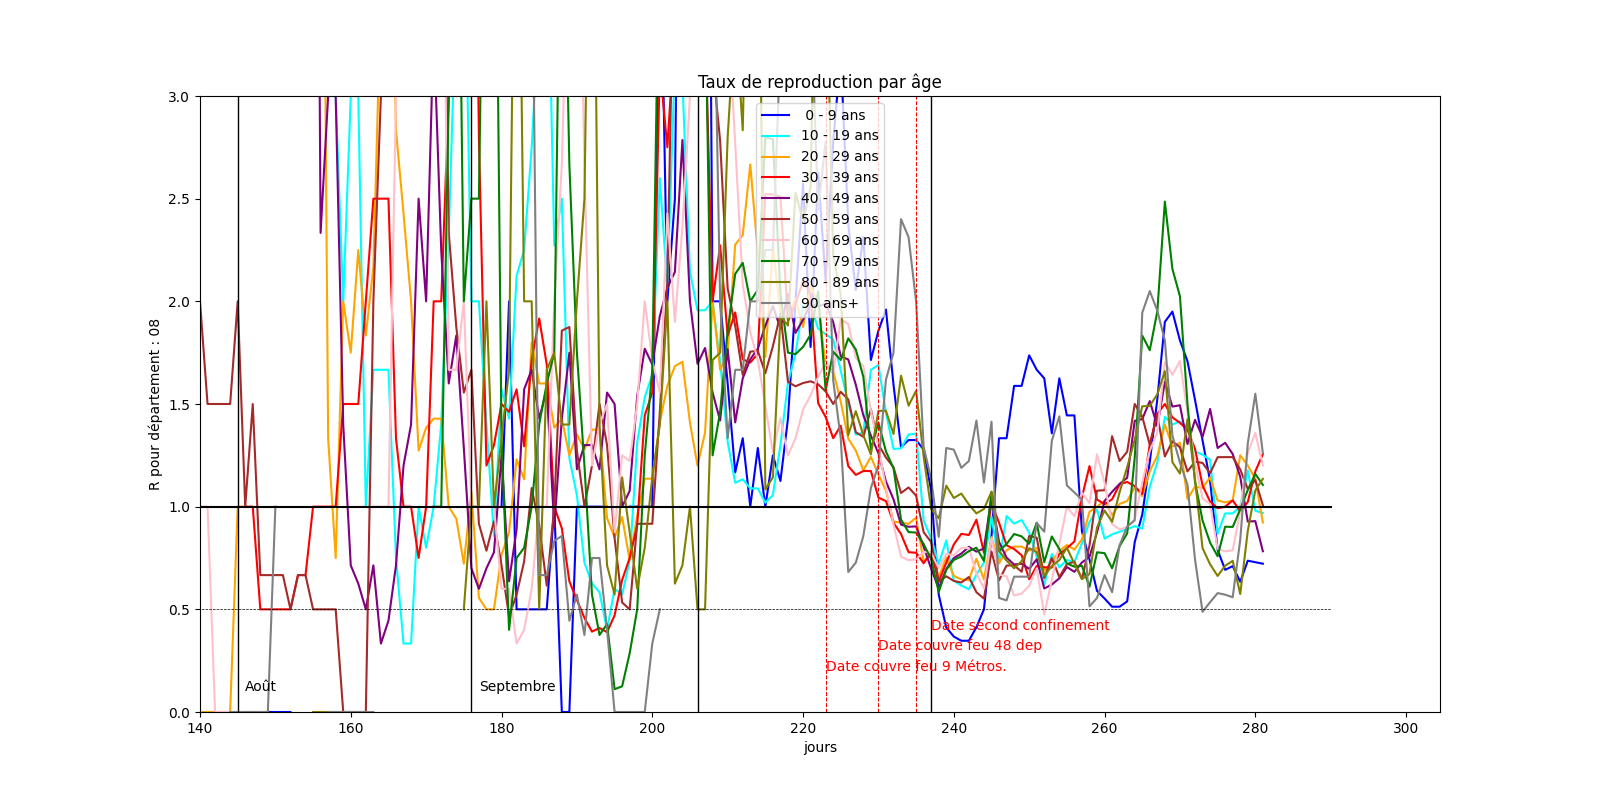 Taux de reproduction par âge
3.0
2.5
2.0
1.5
1.0
0.5
0.0
R pour département : 08
0 - 9 ans
10 - 19 ans
20 - 29 ans
30 - 39 ans
40 - 49 ans
50 - 59 ans
60 - 69 ans
70 - 79 ans
80 - 89 ans
90 ans+
Date second confinement
Date couvre feu 48 dep
Date couvre feu 9 Métros.
Août
Septembre
140 160 180 200 220 240 260 280 300
jours